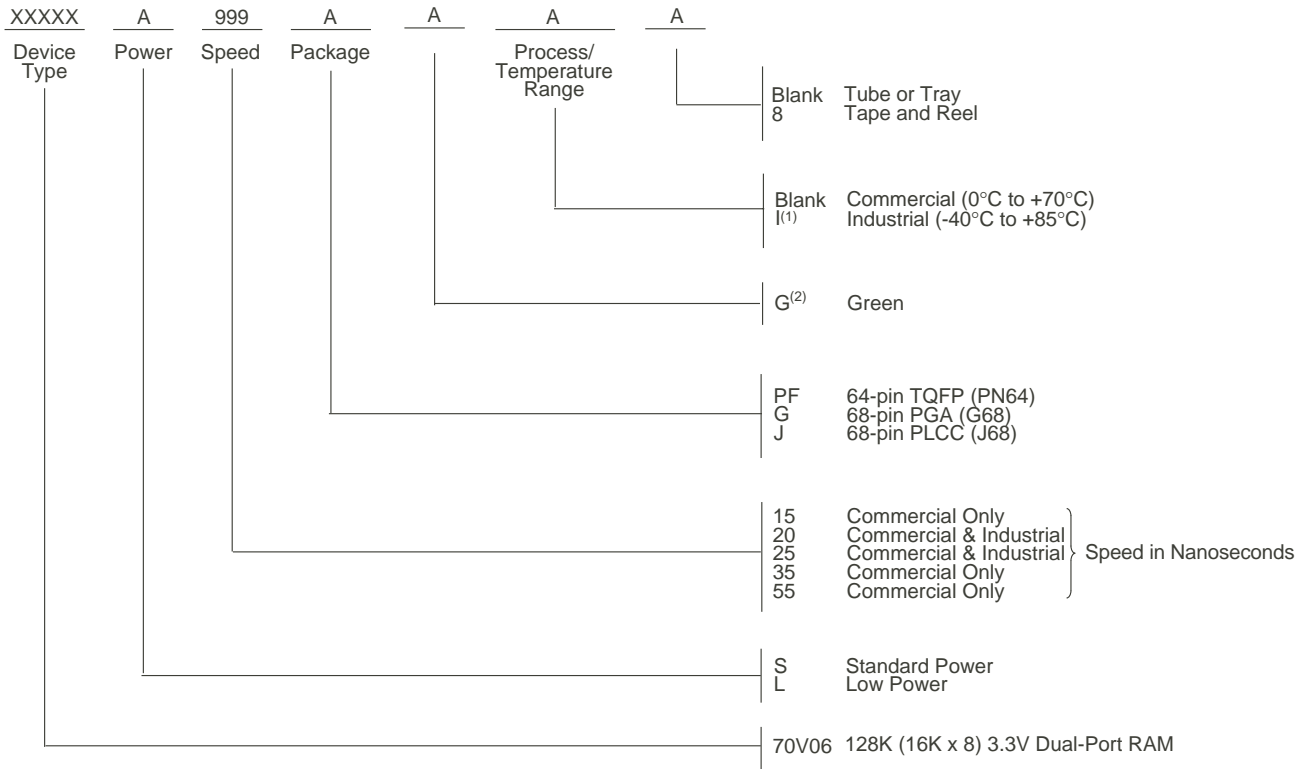 XXXXX A 999 A A A A
Device Type Power Speed Package Process/ Temperature Range
Blank Tube or Tray
8 Tape and Reel
Blank Commercial (0°C to +70°C)
I(1) Industrial (-40°C to +85°C)
G(2) Green
PF 64-pin TQFP (PN64)
G 68-pin PGA (G68)
J 68-pin PLCC (J68)
15 Commercial Only
20 Commercial & Industrial
25 Commercial & Industrial Speed in Nanoseconds
35 Commercial Only
55 Commercial Only
S Standard Power
L Low Power
70V06 128K (16K x 8) 3.3V Dual-Port RAM